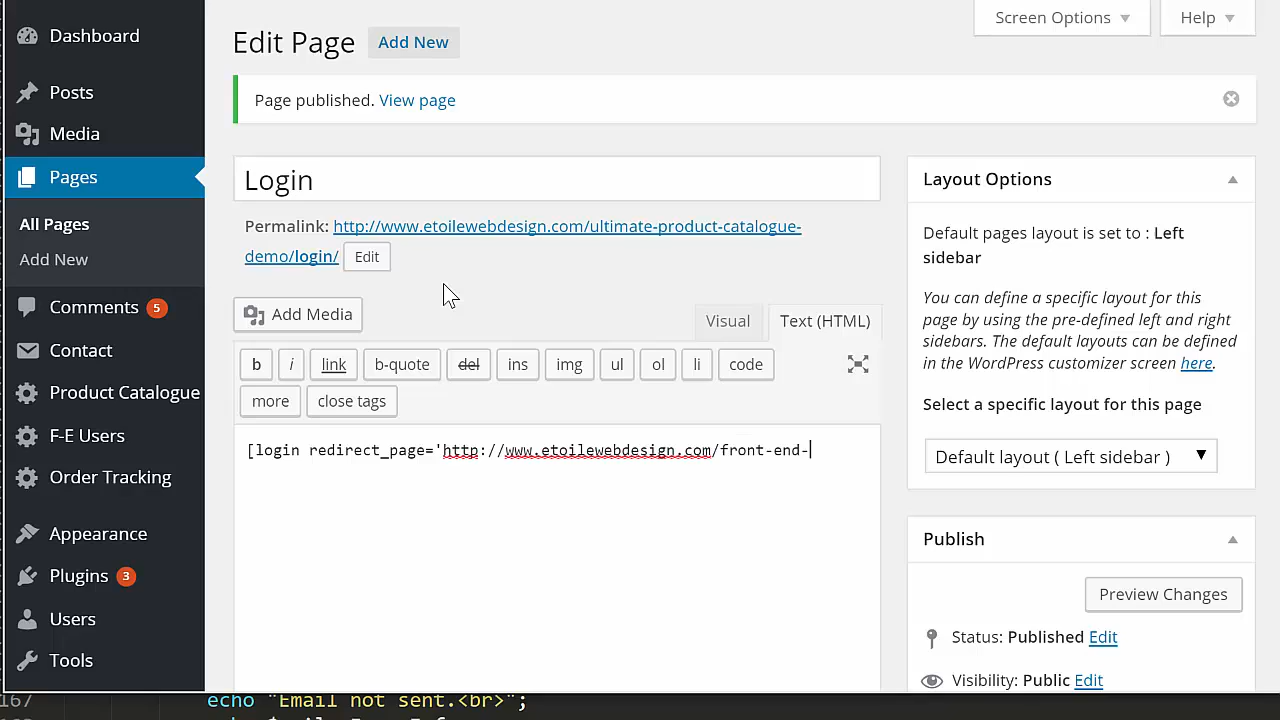 Dashboard
Posts
Media
Pages
All Pages
Add New
Comments 5
Contact
Product Catalogue
F-E Users
Order Tracking
Appearance
Plugins 3
Users
Tools
Screen Options
Help
Edit Page
Add New
Page published. View page
Login
Permalink: http://www.etoilewebdesign.com/ultimate-product-catalogue-
demo/login/ Edit
Add Media
Visual
Text (HTML)
b i link b-quote del ins img ul ol li code
more close tags
[login redirect_page='http://www.etoilewebdesign.com/front-end-
Layout Options
Default pages layout is set to : Left
sidebar
You can define a specific layout for this
page by using the pre-defined left and right
sidebars. The default layouts can be defined
in the WordPress customizer screen here.
Select a specific layout for this page
Default layout ( Left sidebar )
Publish
Preview Changes
Status: Published Edit
Visibility: Public Edit
167 echo "Email not sent.<br>";